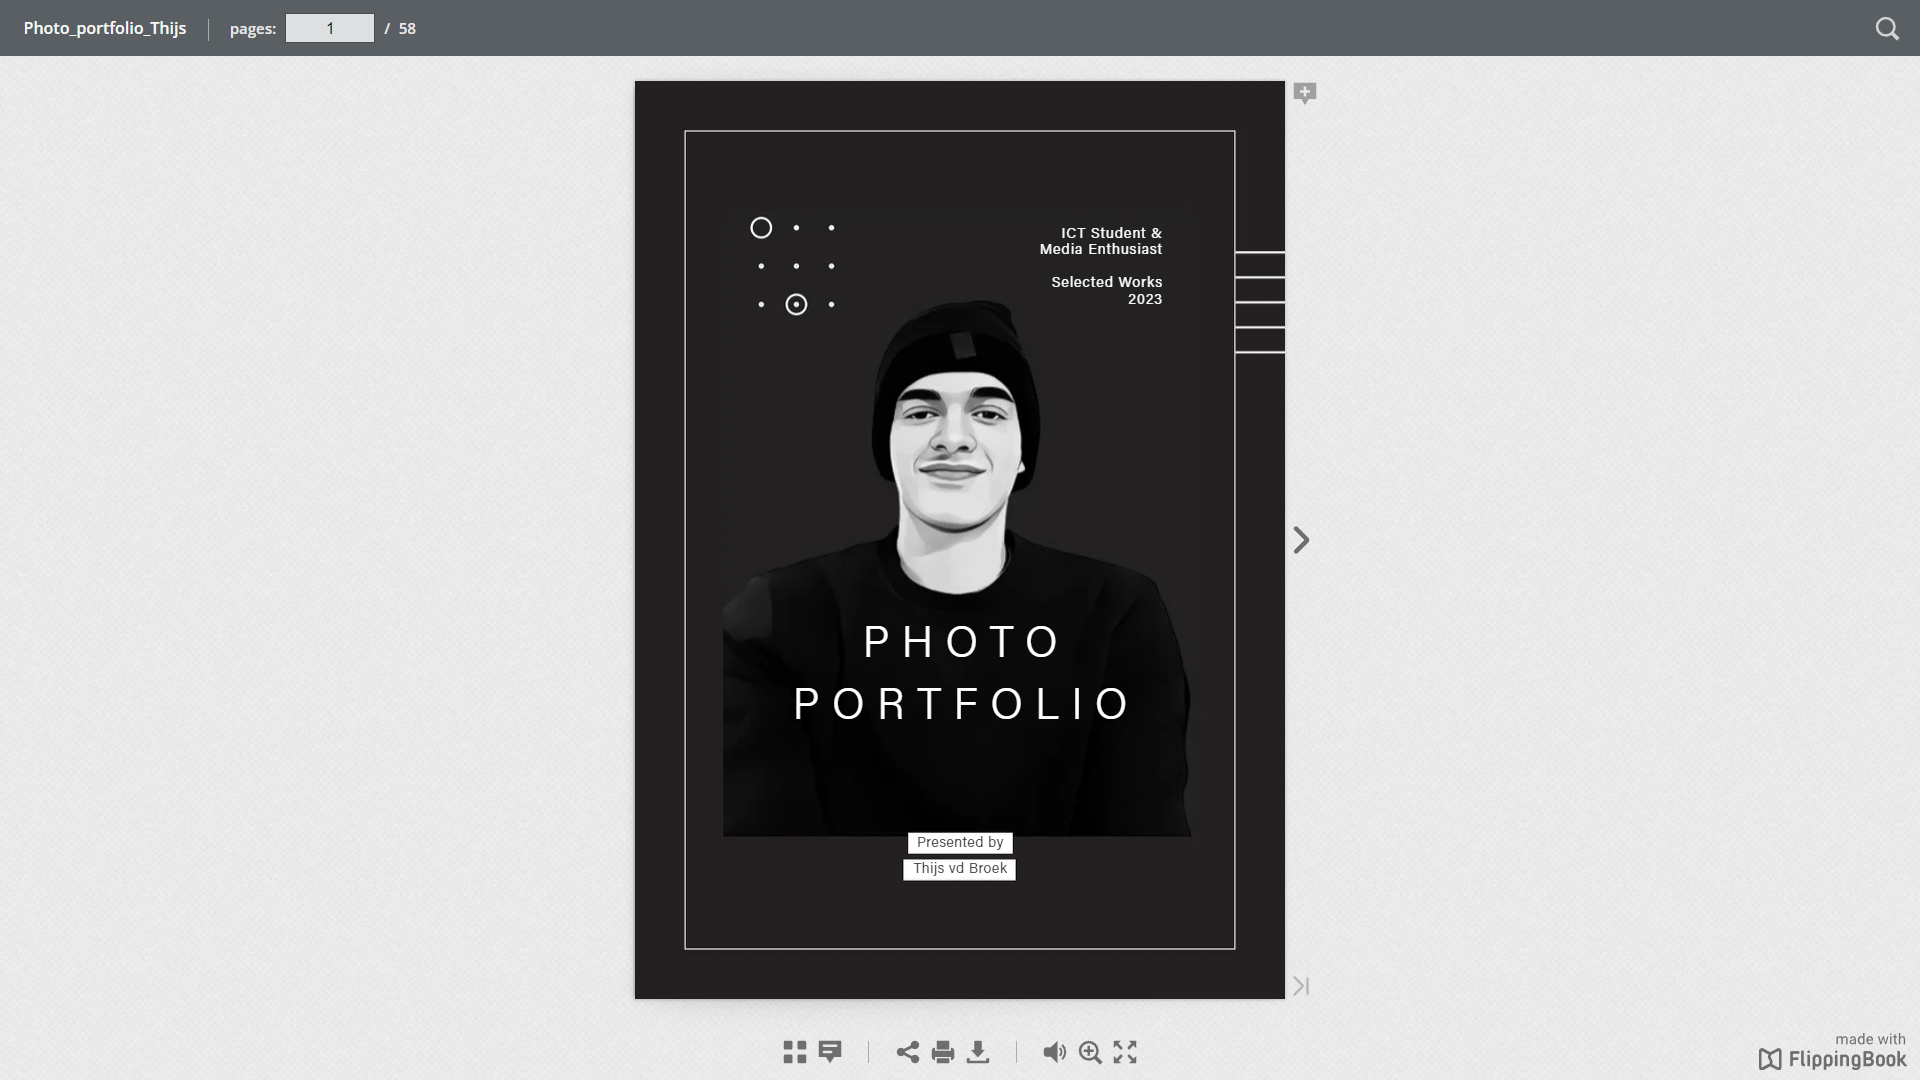 Photo_portfolio_Thijs
pages: 1 / 58
ICT Student &
Media Enthusiast
Selected Works
2023
PHOTO
PORTFOLIO
Presented by
Thijs vd Broek
made with
FlippingBook